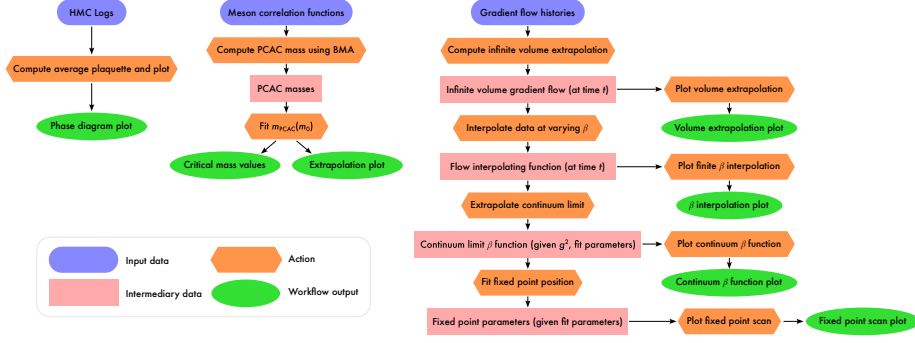 HMC Logs
Compute average plaquette and plot
Phase diagram plot
Meson correlation functions
Compute PCAC mass using BMA
PCAC masses
Fit m_PCAC(m_0)
Critical mass values
Extrapolation plot
Gradient flow histories
Compute infinite volume extrapolation
Infinite volume gradient flow (at time t)
Plot volume extrapolation
Volume extrapolation plot
Interpolate data at varying β
Flow interpolating function (at time t)
Plot finite β interpolation
β interpolation plot
Extrapolate continuum limit
Continuum limit β function (given g², fit parameters)
Plot continuum β function
Continuum β function plot
Fit fixed point position
Fixed point parameters (given fit parameters)
Plot fixed point scan
Fixed point scan plot
Input data
Action
Intermediary data
Workflow output